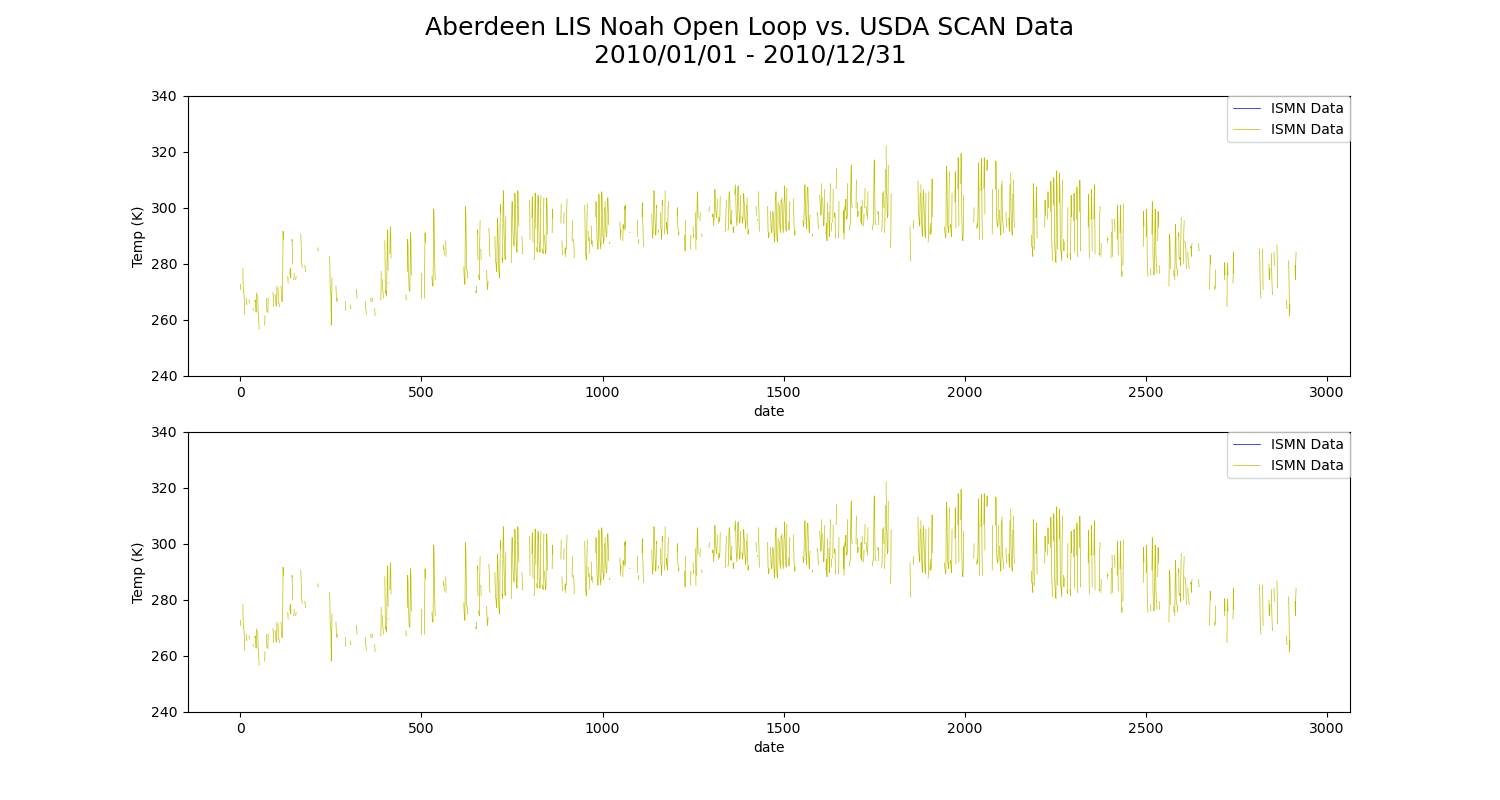 Aberdeen LIS Noah Open Loop vs. USDA SCAN Data
2010/01/01 - 2010/12/31
340
320
300
280
260
240
Temp (K)
ISMN Data
ISMN Data
0 500 1000 1500 2000 2500 3000
date
340
320
300
280
260
240
Temp (K)
ISMN Data
ISMN Data
0 500 1000 1500 2000 2500 3000
date